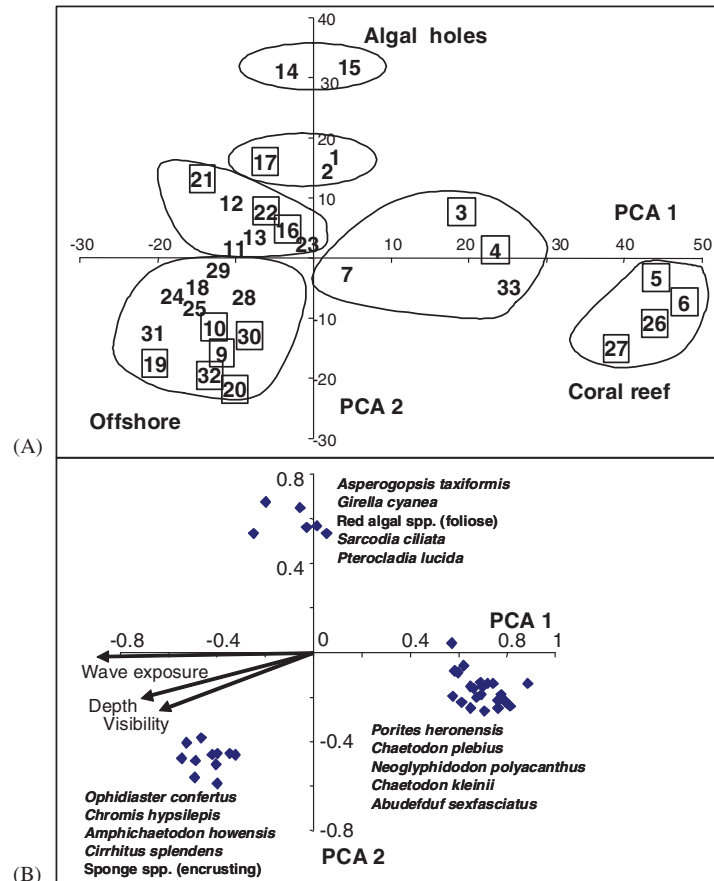 40
Algal holes
14 15
30
20
17 1
2
21
12 22 10
3
16
13 23
11
4
PCA 1
-30 -20 -10 10 20 30 40 50
29
7
5
18
24 28
33
6
25
-10
10
26
31 30
9
27
19
32
20
-20
PCA 2
Coral reef
Offshore
-30
(A)
0.8
Asperogopsis taxiformis
Girella cyanea
Red algal spp. (foliose)
Sarcodia ciliata
Pterocladia lucida
0.4
PCA 1
-0.8 -0.4 0 0.4 0.8 1
Wave exposure
Depth
Visibility
-0.4
Porites heronensis
Chaetodon plebius
Neoglyphidodon polyacanthus
Chaetodon kleinii
Abudefduf sexfasciatus
Ophidiaster confertus
Chromis hypsilepis
Amphichaetodon howensis
Cirrhitus splendens
Sponge spp. (encrusting)
-0.8
PCA 2
(B)